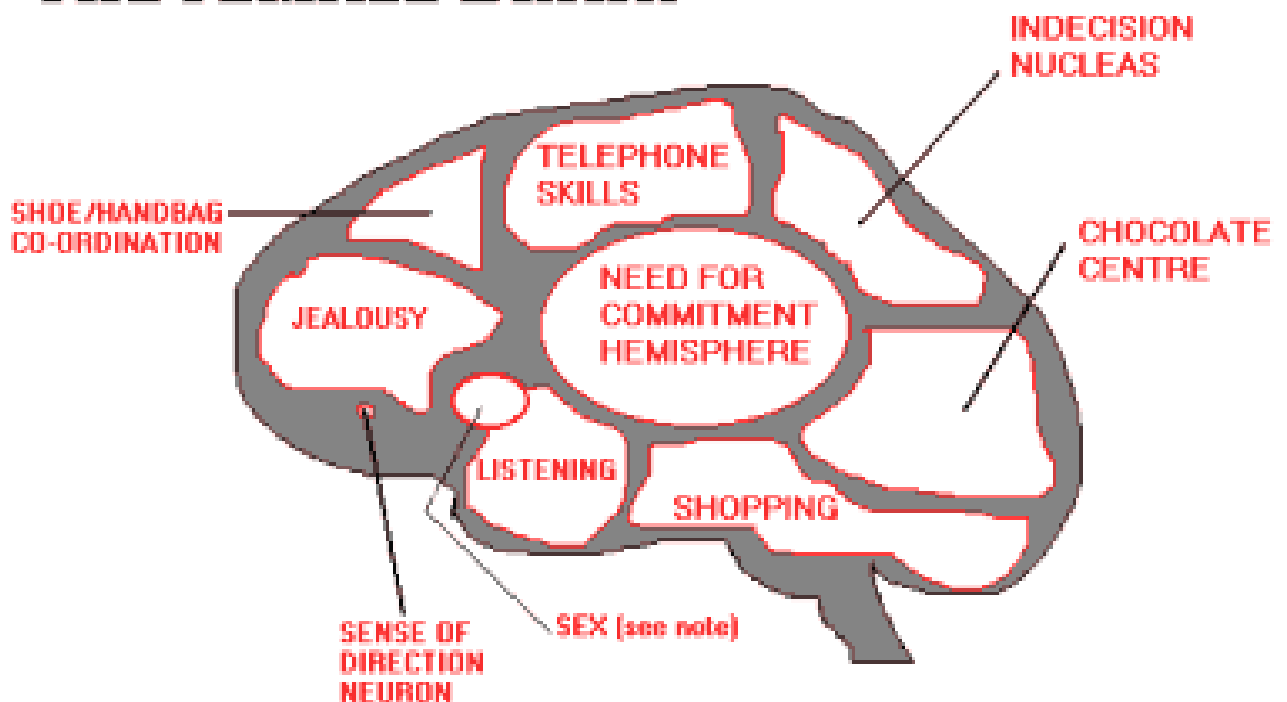 INDECISION
NUCLEAS
TELEPHONE
SKILLS
SHOE/HANDBAG
CO-ORDINATION
CHOCOLATE
CENTRE
NEED FOR
COMMITMENT
HEMISPHERE
JEALOUSY
LISTENING
SHOPPING
SENSE OF
DIRECTION
NEURON
SEX (see note)